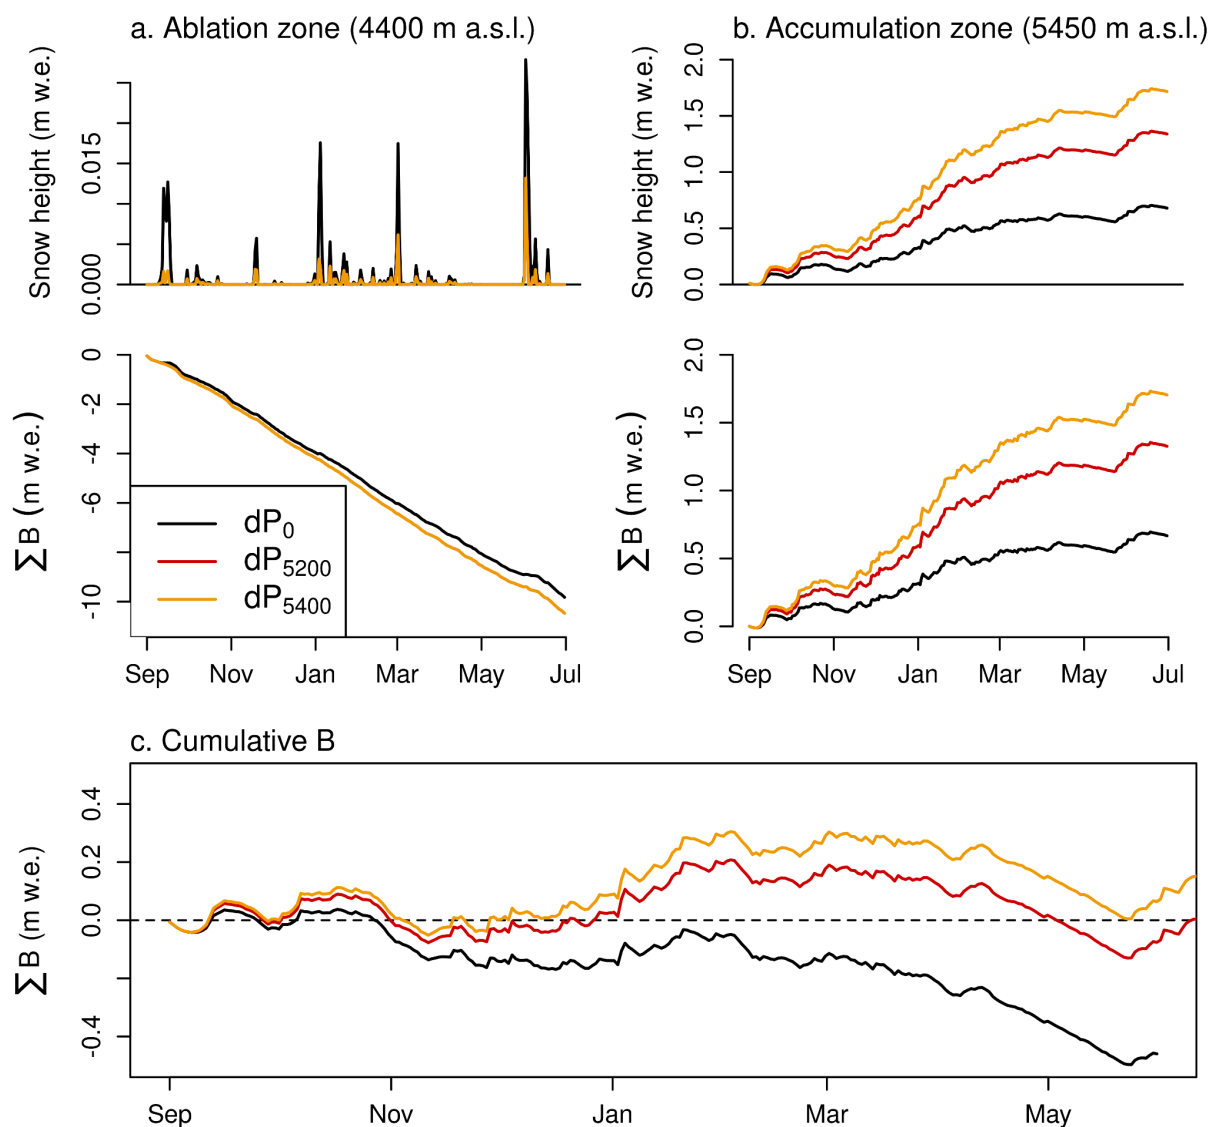 a. Ablation zone (4400 m a.s.l.)
b. Accumulation zone (5450 m a.s.l.)
Snow height (m w.e.)
0.000
0.015
Snow height (m w.e.)
0.0
0.5
1.0
1.5
2.0
∑ B (m w.e.)
0
-2
-4
-6
-10
dP0
dP5200
dP5400
Sep Nov Jan Mar May Jul
∑ B (m w.e.)
0.0
0.5
1.0
1.5
2.0
Sep Nov Jan Mar May Jul
c. Cumulative B
∑ B (m w.e.)
0.4
0.2
0.0
-0.4
Sep Nov Jan Mar May